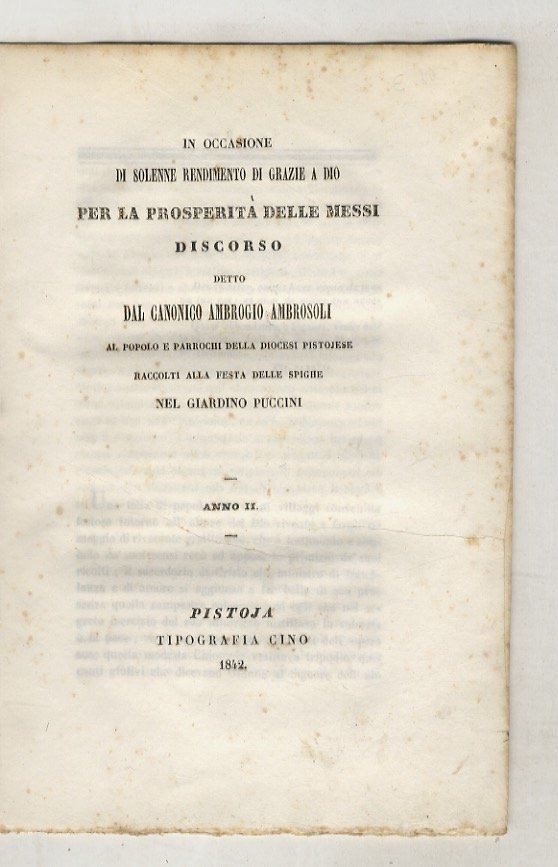 IN OCCASIONE
DI SOLENNE RENDIMENTO DI GRAZIE A DIO
PER LA PROSPERITÀ DELLE MESSI
DISCORSO
DETTO
DAL CANONICO AMBROGIO AMBROSOLI
AL POPOLO E PARROCHI DELLA DIOCESI PISTOJESE
RACCOLTI ALLA FESTA DELLE SPIGHE
NEL GIARDINO PUCCINI
ANNO II.
PISTOJA
TIPOGRAFIA CINO
1842.